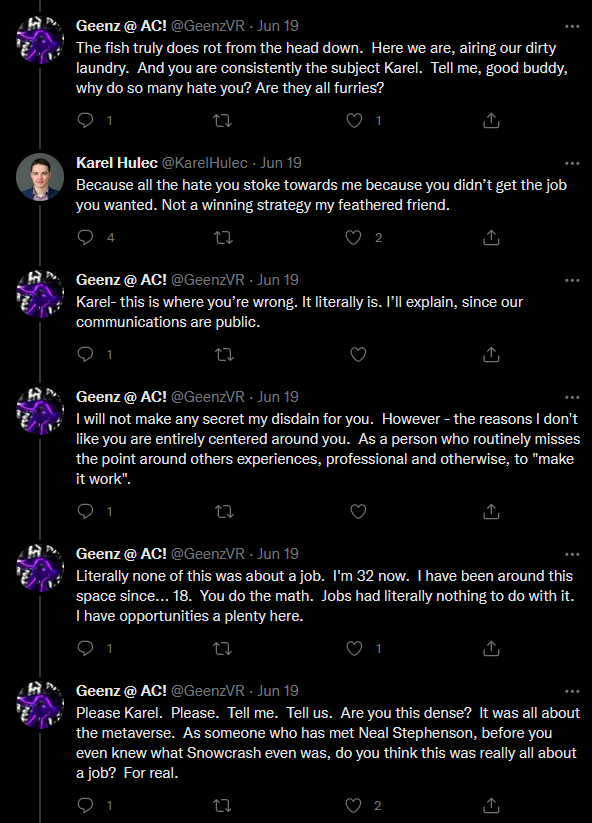 Geenz @ AC! @GeenzVR · Jun 19
The fish truly does rot from the head down.  Here we are, airing our dirty
laundry.  And you are consistently the subject Karel.  Tell me, good buddy,
why do so many hate you? Are they all furries?
1 1
Karel Hulec @KarelHulec · Jun 19
Because all the hate you stoke towards me because you didn’t get the job
you wanted. Not a winning strategy my feathered friend.
4 2
Geenz @ AC! @GeenzVR · Jun 19
Karel- this is where you’re wrong. It literally is. I’ll explain, since our
communications are public.
1
Geenz @ AC! @GeenzVR · Jun 19
I will not make any secret my disdain for you.  However - the reasons I don't
like you are entirely centered around you.  As a person who routinely misses
the point around others experiences, professional and otherwise, to "make
it work".
1
Geenz @ AC! @GeenzVR · Jun 19
Literally none of this was about a job.  I'm 32 now.  I have been around this
space since... 18.  You do the math.  Jobs had literally nothing to do with it.
I have opportunities a plenty here.
1 1
Geenz @ AC! @GeenzVR · Jun 19
Please Karel.  Please.  Tell me.  Tell us.  Are you this dense?  It was all about
the metaverse.  As someone who has met Neal Stephenson, before you
even knew what Snowcrash even was, do you think this was really all about
a job?  For real.
1 2